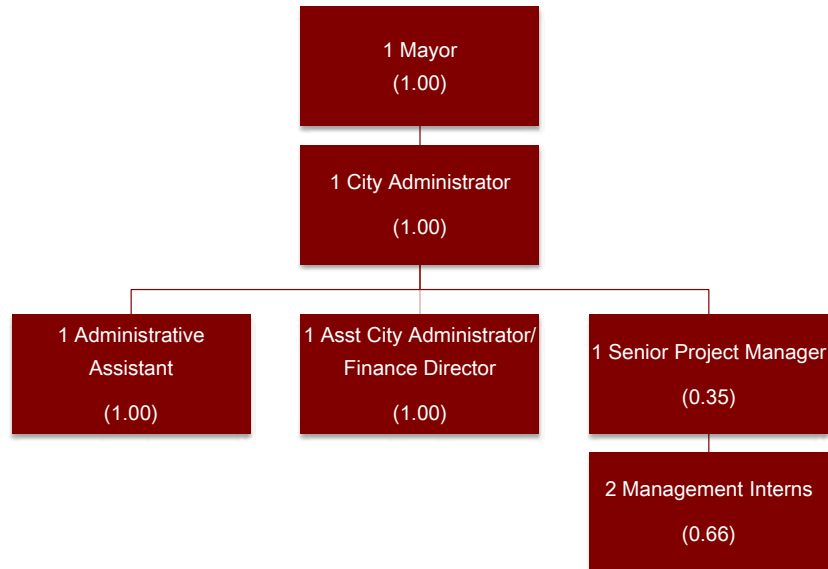 1 Mayor
(1.00)
1 City Administrator
(1.00)
1 Administrative
Assistant
(1.00)
1 Asst City Administrator/
Finance Director
(1.00)
1 Senior Project Manager
(0.35)
2 Management Interns
(0.66)